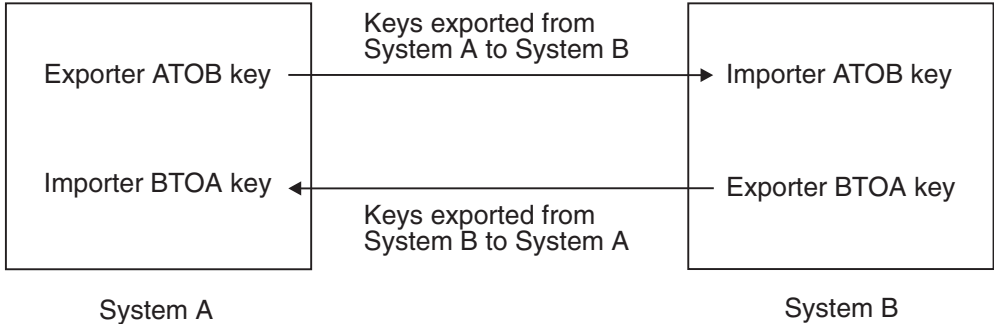 Keys exported from
System A to System B
Exporter ATOB key
Importer ATOB key
Importer BTOA key
Exporter BTOA key
Keys exported from
System B to System A
System A
System B